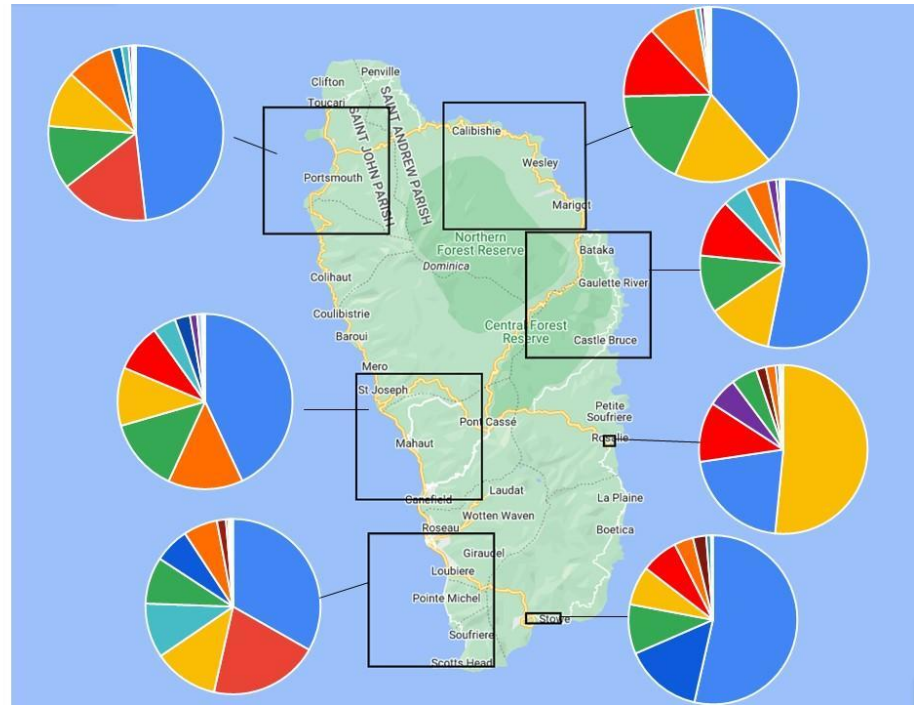 Penville
Clifton
Toucari
SAINT JOHN PARISH
SAINT ANDREW PARISH
Calibishie
Wesley
Portsmouth
Marigot
Northern
Forest Reserve
Bataka
Dominica
Gaulette River
Colihaut
Coulibistrie
Central Forest
Reserve
Baroui
Castle Bruce
Mero
St Joseph
Petite
Soufriere
Pont Cassé
Rosalie
Mahaut
Canefield
Laudat
La Plaine
Wotten Waven
Roseau
Boetica
Giraudel
Loubiere
Pointe Michel
Stowe
Soufriere
Scotts Head